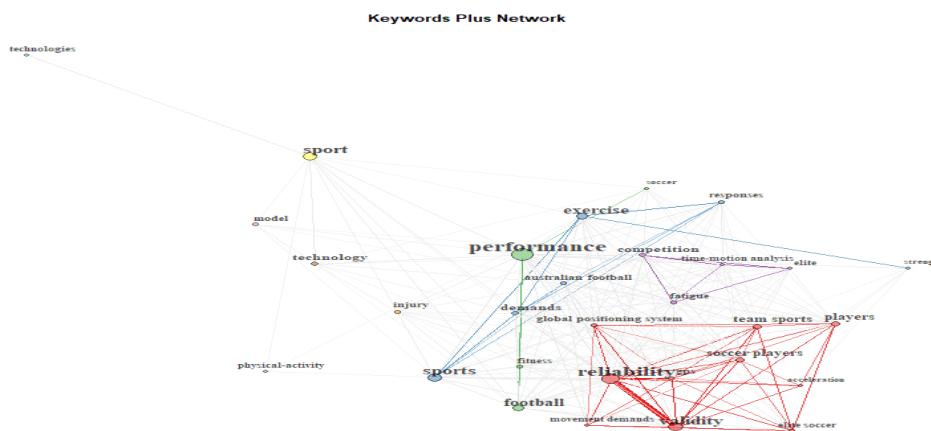 Keywords Plus Network
technologies
sport
soccer
responses
model
exercise
performance
competition
technology
time-motion analysis
elite
streng
australian football
fatigue
injury
demands
global positioning system
team sports
players
soccer players
fitness
physical-activity
sports
reliability
gps
acceleration
football
movement demands
validity
elite soccer